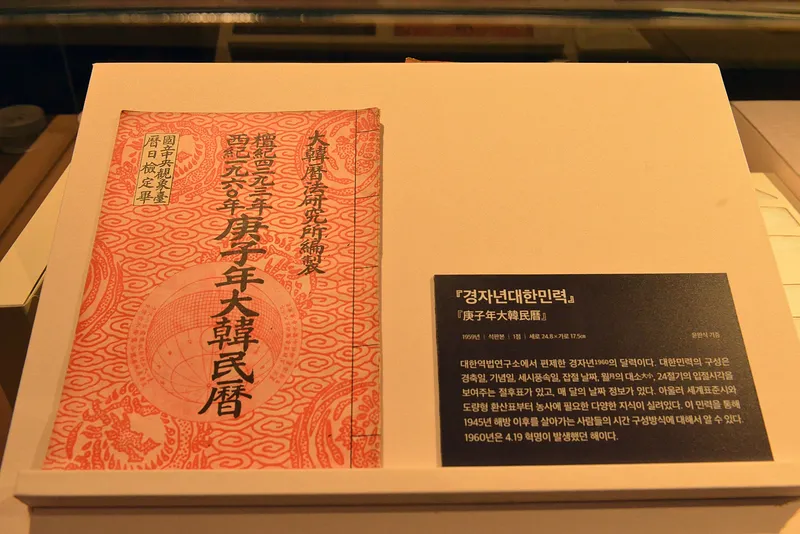 大韓曆法硏究所編製
檀紀四二九三年
西紀一九六〇年
庚子年大韓民曆
國立中央觀象臺
曆日檢定畢
『경자년대한민력』
『庚子年大韓民曆』
1959년 | 석판본 | 1점 | 세로 24.8×가로 17.5cm
윤원식 기증
대한역법연구소에서 편제한 경자년1960의 달력이다. 대한민력의 구성은
경축일, 기념일, 세시풍속일, 잡절 날짜, 월月의 대소大小, 24절기의 입절시각을
보여주는 절후표가 있고, 매 달의 날짜 정보가 있다. 아울러 세계표준시와
도량형 환산표부터 농사에 필요한 다양한 지식이 실려있다. 이 민력을 통해
1945년 해방 이후를 살아가는 사람들의 시간 구성방식에 대해서 알 수 있다.
1960년은 4.19 혁명이 발생했던 해이다.